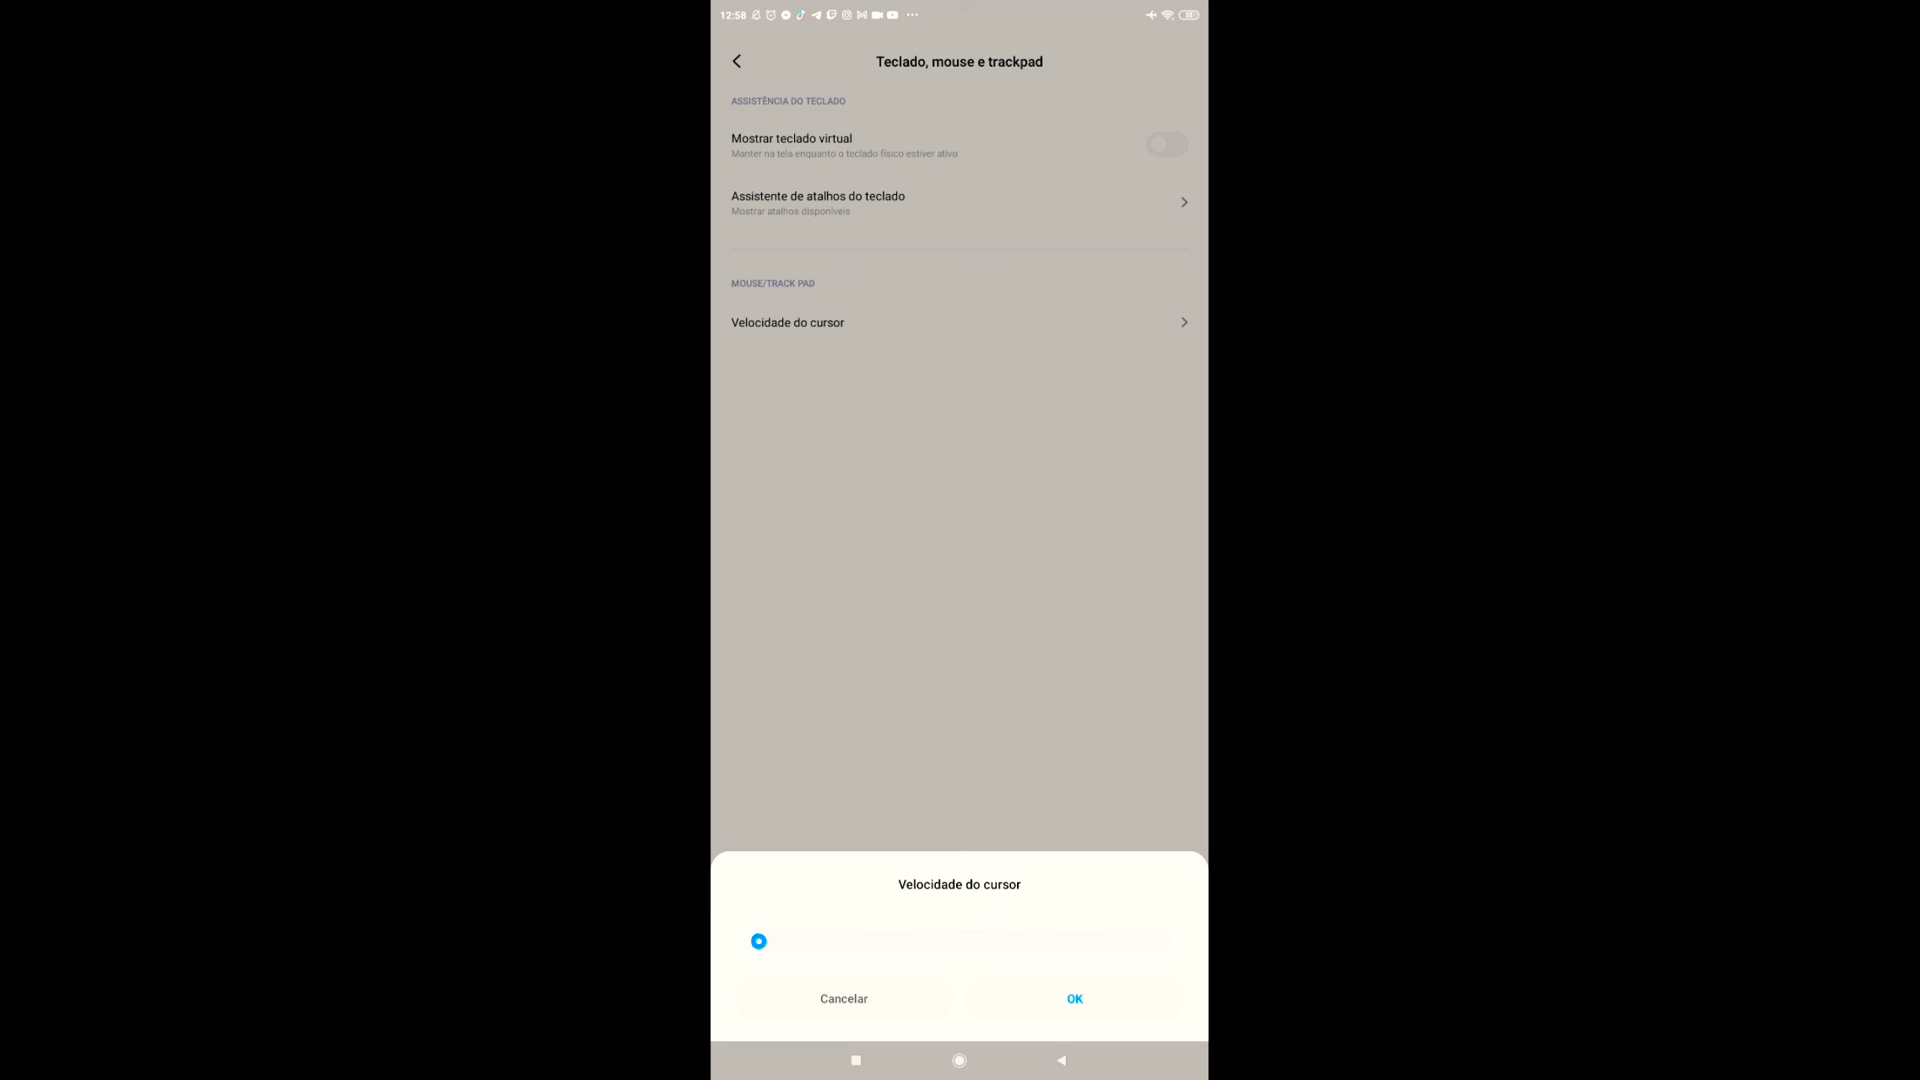 12:58
Teclado, mouse e trackpad
ASSISTÊNCIA DO TECLADO
Mostrar teclado virtual
Manter na tela enquanto o teclado físico estiver ativo
Assistente de atalhos do teclado
Mostrar atalhos disponíveis
MOUSE/TRACK PAD
Velocidade do cursor
Velocidade do cursor
Cancelar
OK